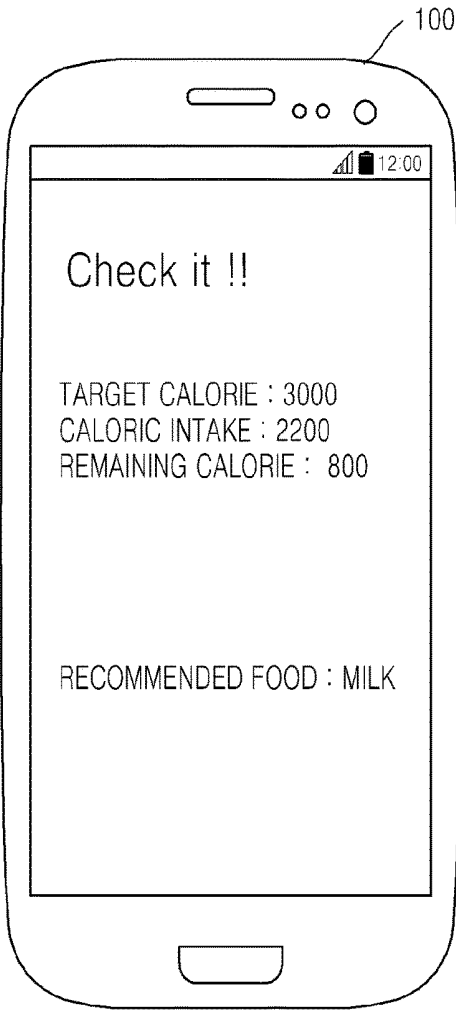 100
12:00
Check it !!
TARGET CALORIE : 3000
CALORIC INTAKE : 2200
REMAINING CALORIE : 800
RECOMMENDED FOOD : MILK